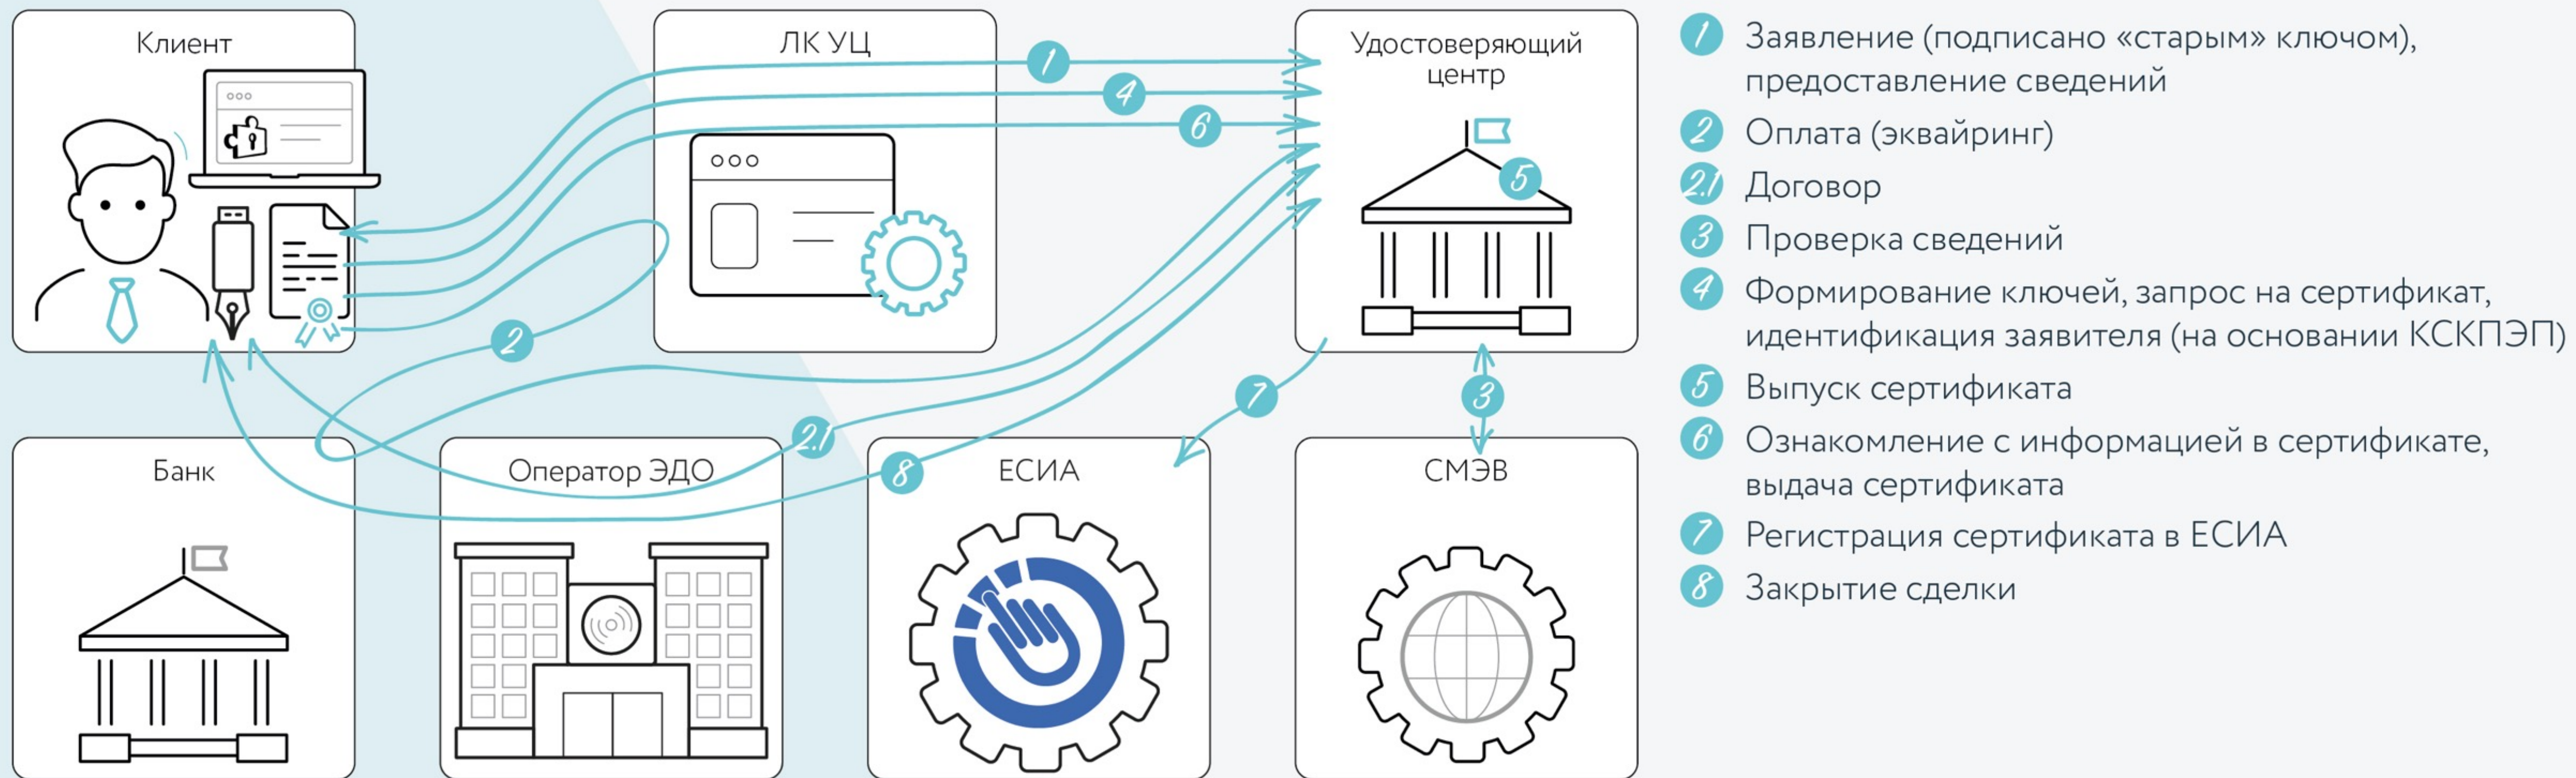 Клиент
ЛК УЦ
Удостоверяющий
центр
1
4
6
5
2
7
3
2.1
8
Банк
Оператор ЭДО
ЕСИА
СМЭВ
1 Заявление (подписано «старым» ключом),
предоставление сведений
2 Оплата (эквайринг)
2.1 Договор
3 Проверка сведений
4 Формирование ключей, запрос на сертификат,
идентификация заявителя (на основании КСКПЭП)
5 Выпуск сертификата
6 Ознакомление с информацией в сертификате,
выдача сертификата
7 Регистрация сертификата в ЕСИА
8 Закрытие сделки